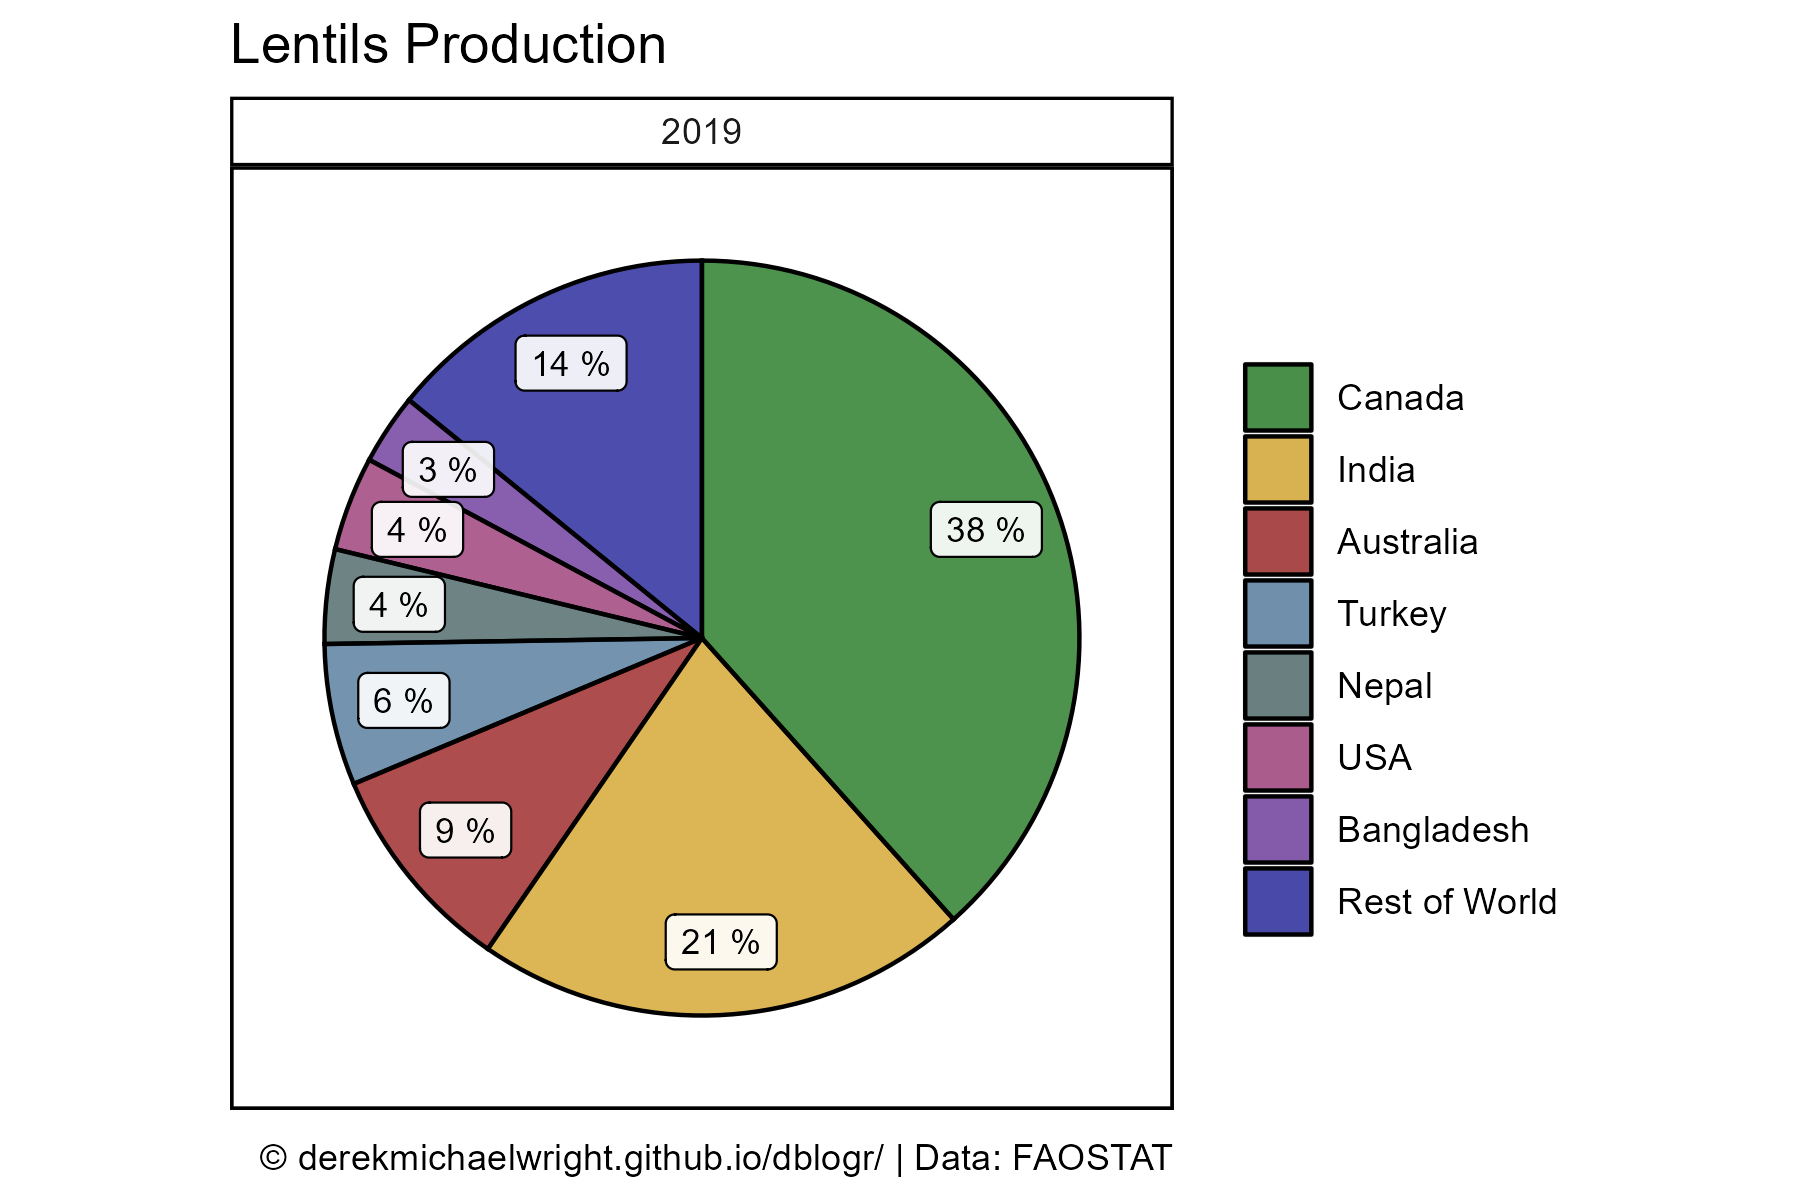 Lentils Production
2019
14 %
3 %
4 %
38 %
4 %
6 %
9 %
21 %
Canada
India
Australia
Turkey
Nepal
USA
Bangladesh
Rest of World
© derekmichaelwright.github.io/dblogr/ | Data: FAOSTAT